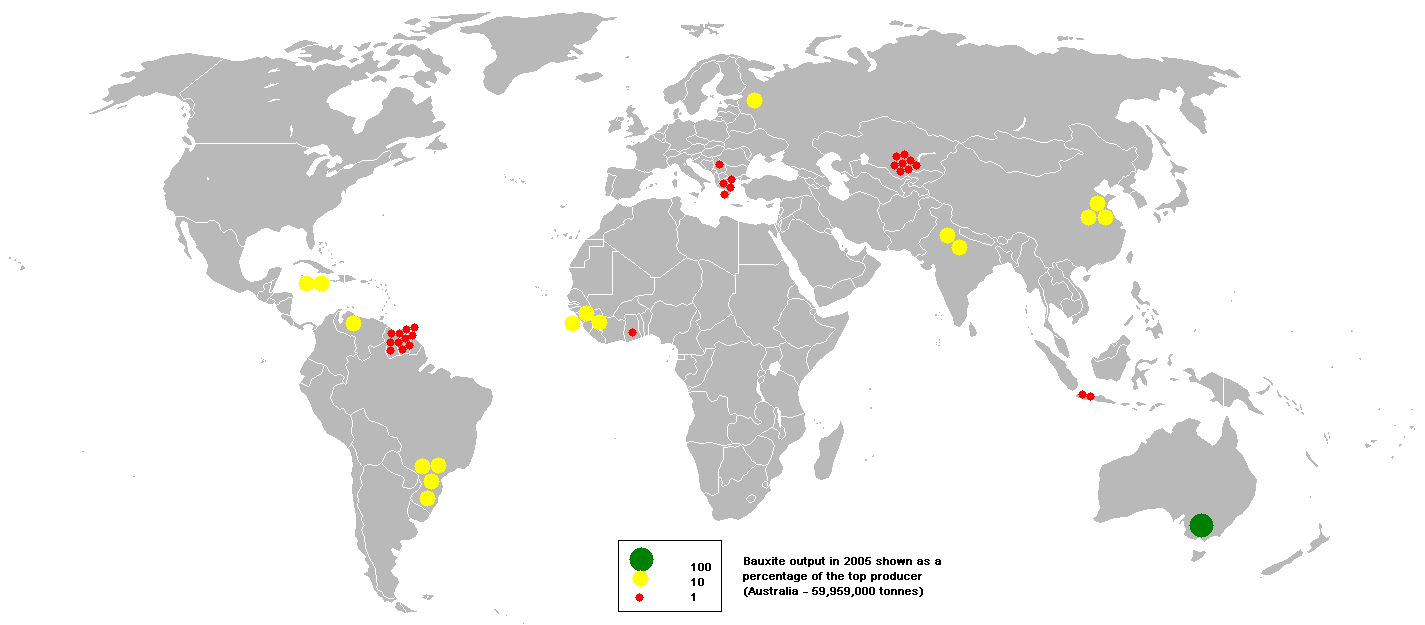 100
10
1
Bauxite output in 2005 shown as a
percentage of the top producer
(Australia - 59,959,000 tonnes)